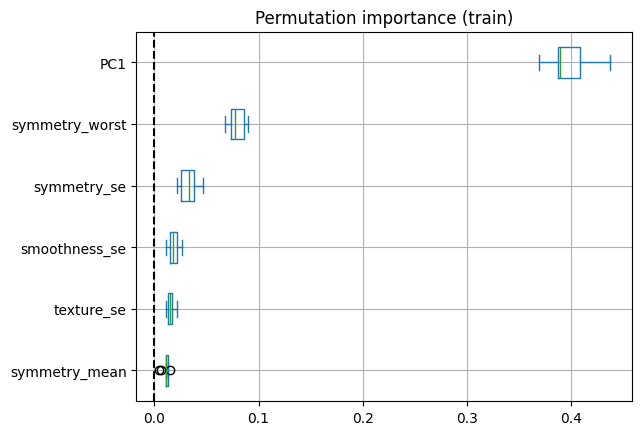 Permutation importance (train)
PC1
symmetry_worst
symmetry_se
smoothness_se
texture_se
symmetry_mean
0.0 0.1 0.2 0.3 0.4